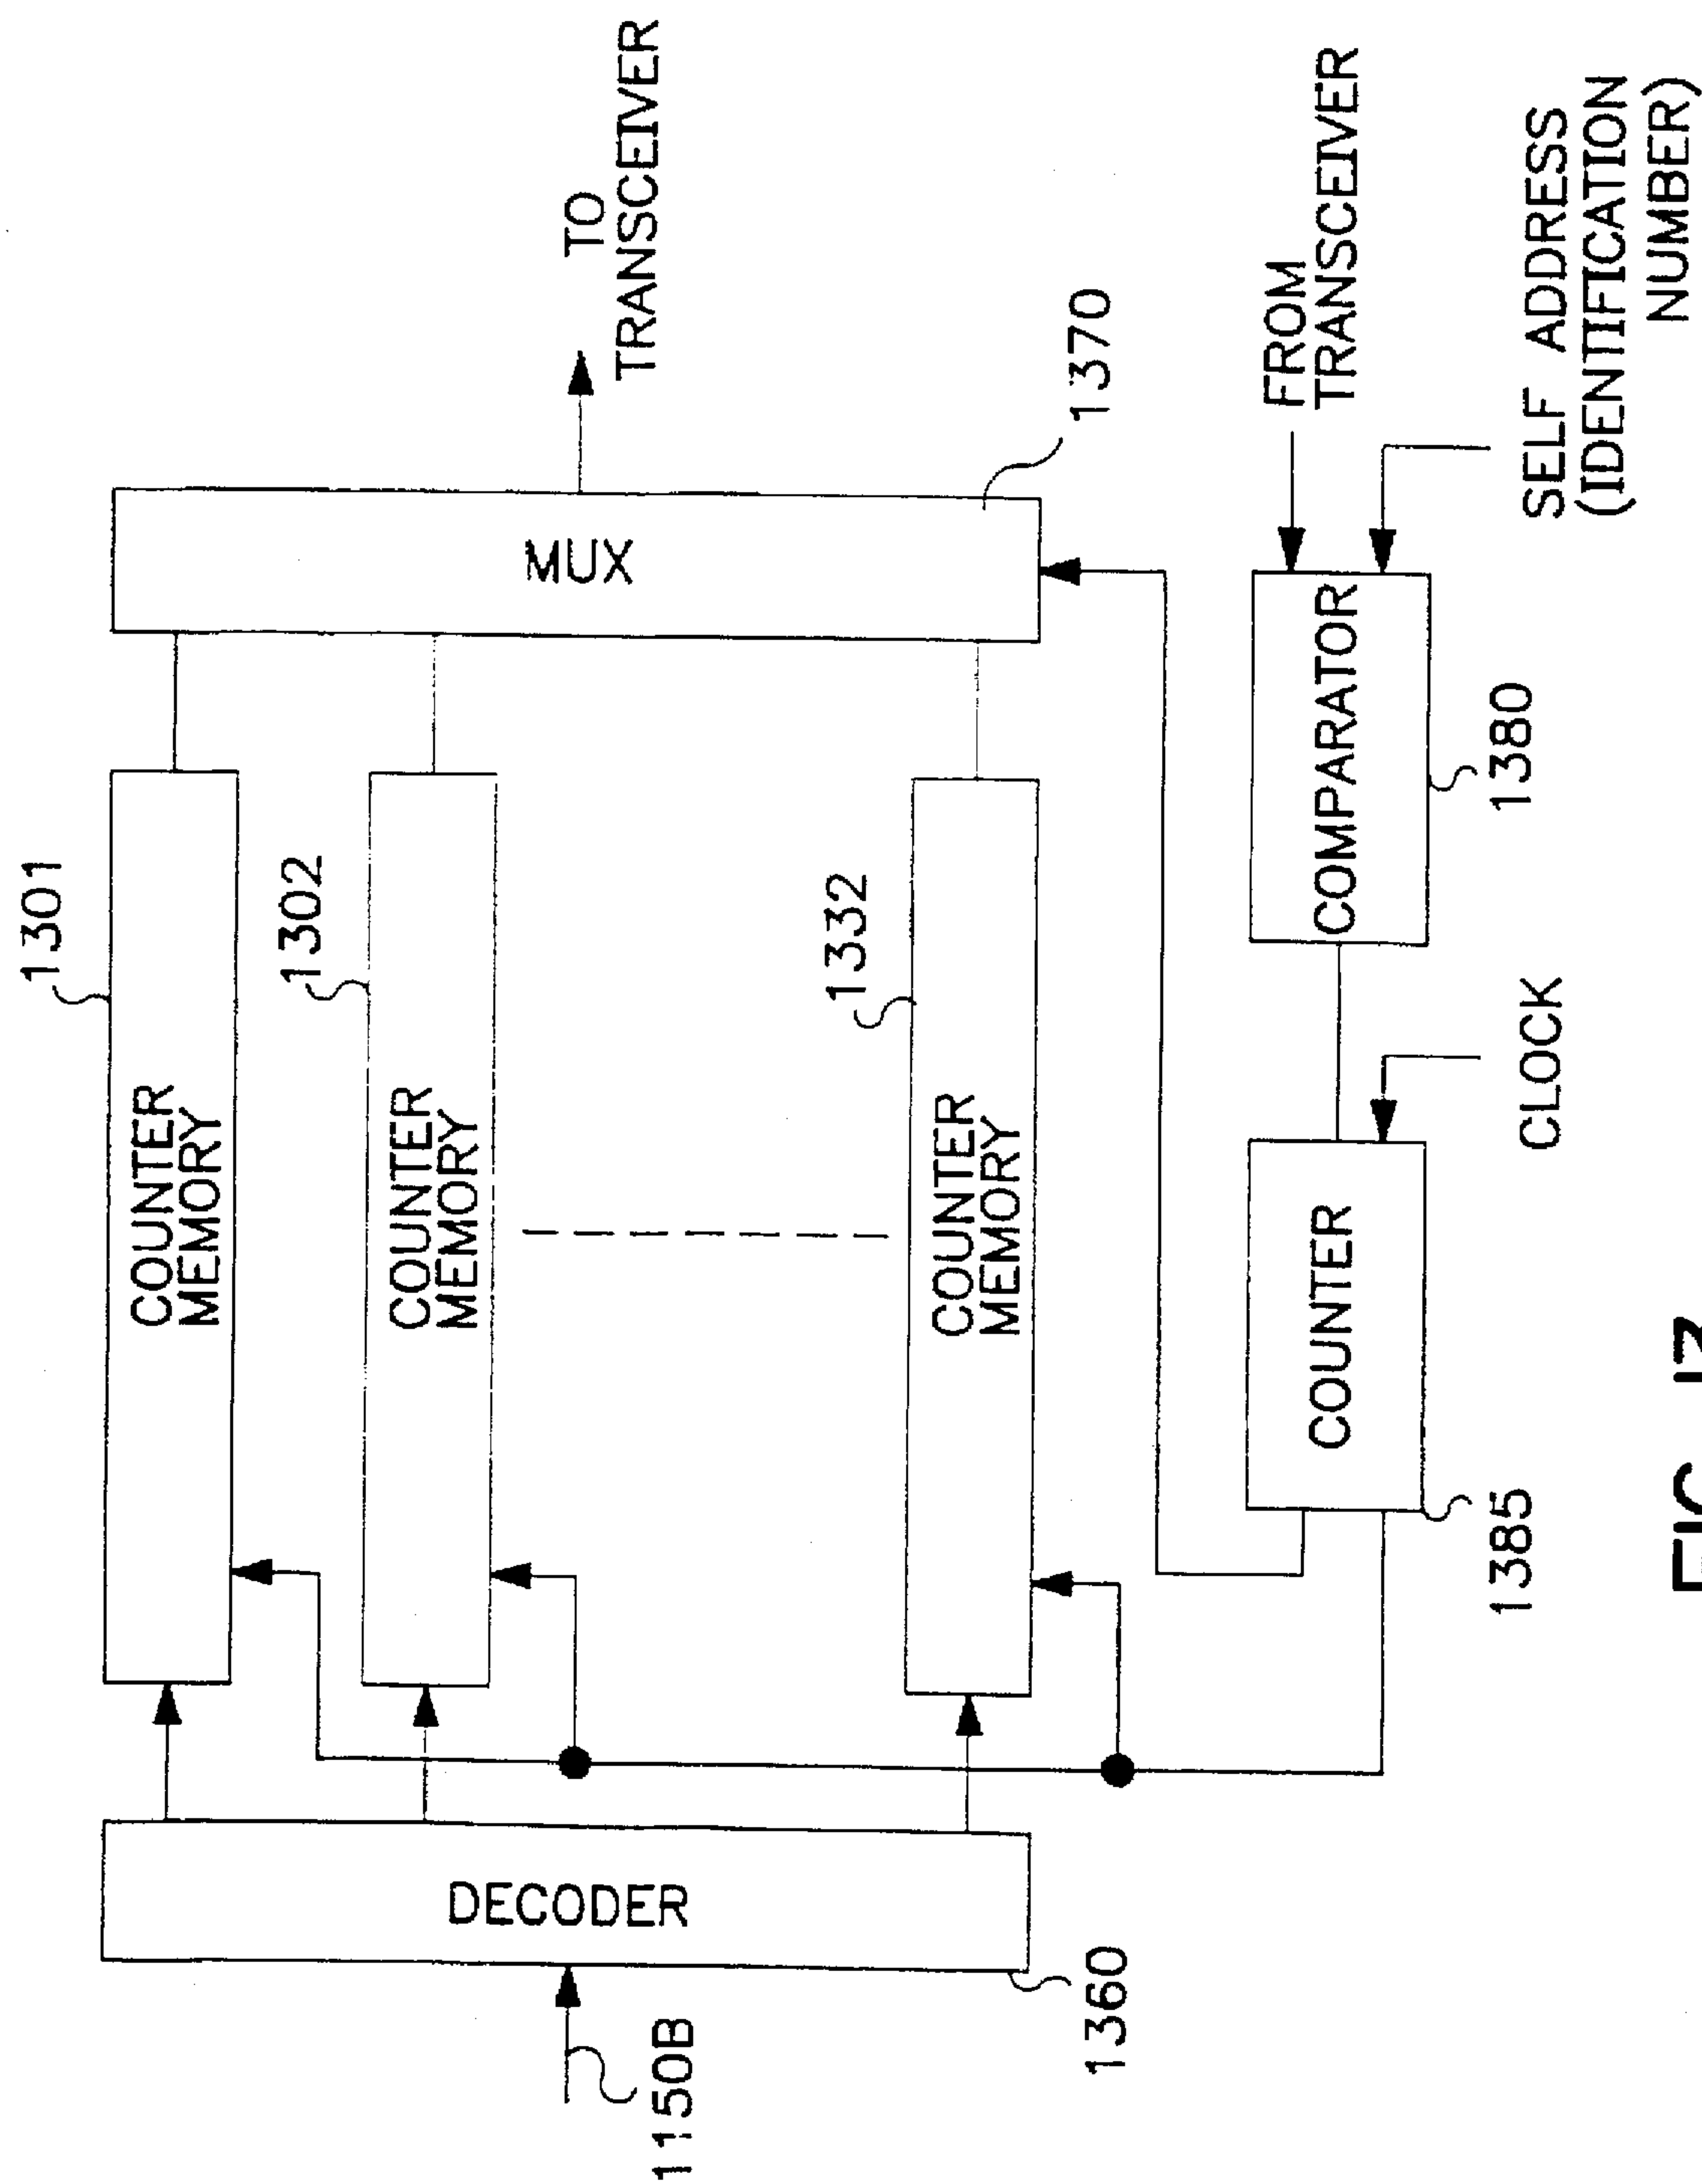 1301
COUNTER
MEMORY
1302
COUNTER
MEMORY
1332
COUNTER
MEMORY
DECODER
1150B
1360
MUX
1370
TO
TRANSCEIVER
COUNTER
1385
CLOCK
COMPARATOR
1380
FROM
TRANSCEIVER
SELF ADDRESS
(IDENTIFICATION
NUMBER)